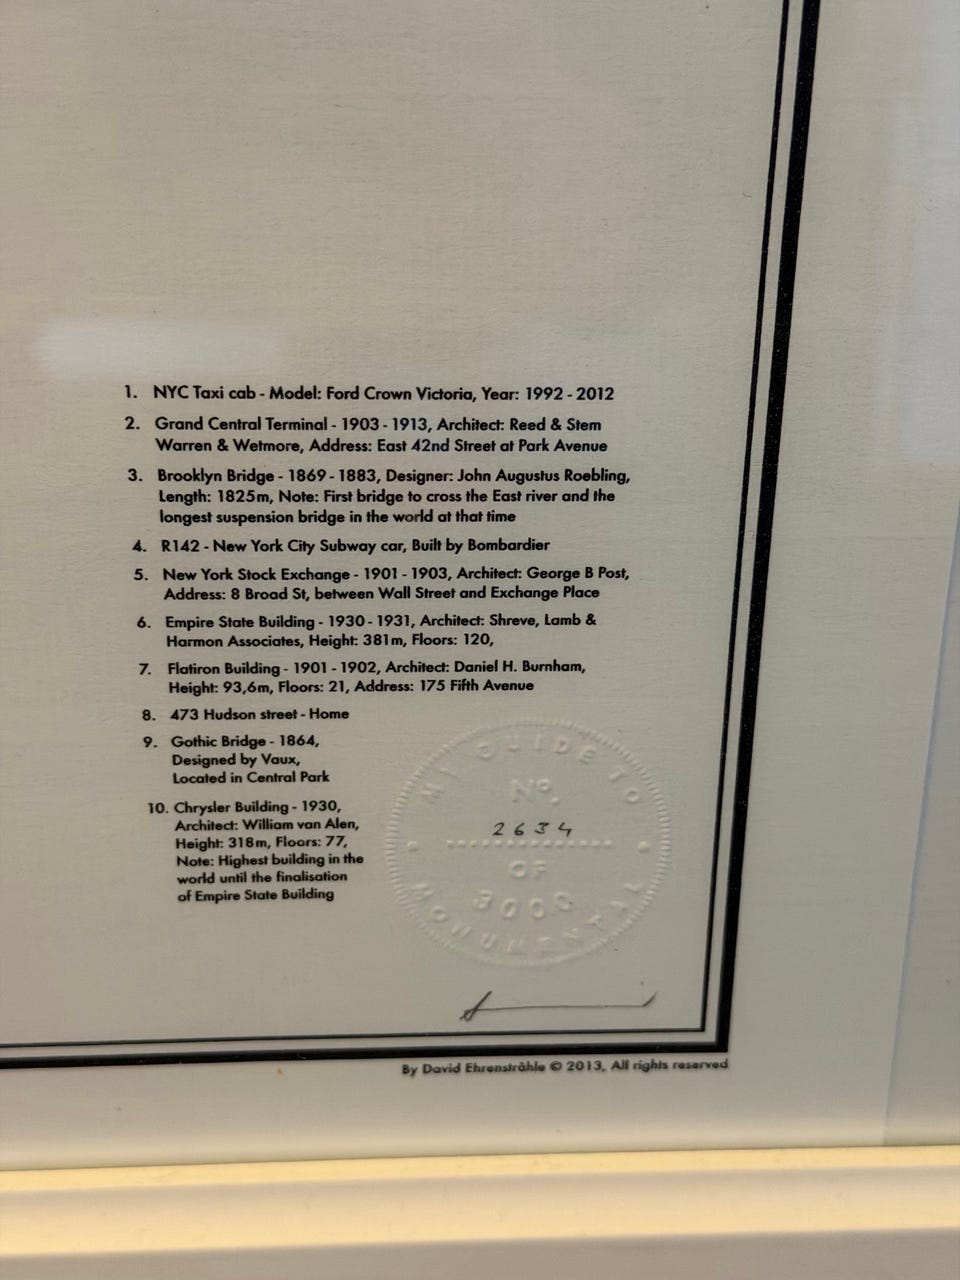 1. NYC Taxi cab - Model: Ford Crown Victoria, Year: 1992 - 2012
2. Grand Central Terminal - 1903 - 1913, Architect: Reed & Stem
Warren & Wetmore, Address: East 42nd Street at Park Avenue
3. Brooklyn Bridge - 1869 - 1883, Designer: John Augustus Roebling,
Length: 1825m, Note: First bridge to cross the East river and the
longest suspension bridge in the world at that time
4. R142 - New York City Subway car, Built by Bombardier
5. New York Stock Exchange - 1901 - 1903, Architect: George B Post,
Address: 8 Broad St, between Wall Street and Exchange Place
6. Empire State Building - 1930 - 1931, Architect: Shreve, Lamb &
Harmon Associates, Height: 381m, Floors: 120,
7. Flatiron Building - 1901 - 1902, Architect: Daniel H. Burnham,
Height: 93,6m, Floors: 21, Address: 175 Fifth Avenue
8. 473 Hudson street - Home
9. Gothic Bridge - 1864,
Designed by Vaux,
Located in Central Park
10. Chrysler Building - 1930,
Architect: William van Alen,
Height: 318m, Floors: 77,
Note: Highest building in the
world until the finalisation
of Empire State Building
MY GUIDE TO
No.
2634
OF
3000
MONUMENTAL
By David Ehrenstråhle © 2013, All rights reserved